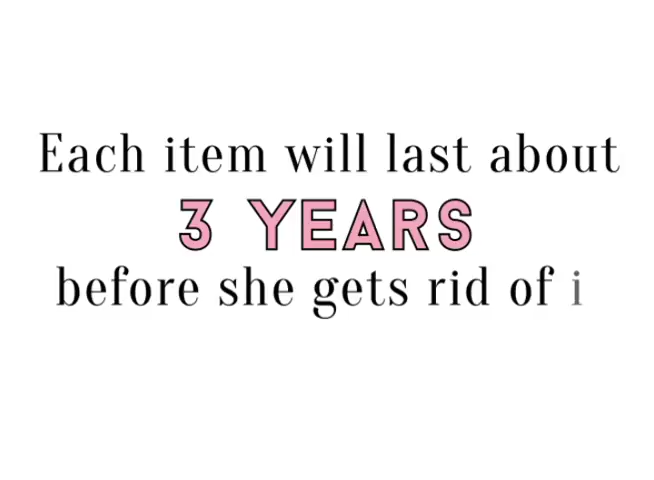 Each item will last about
3 YEARS
before she gets rid of i